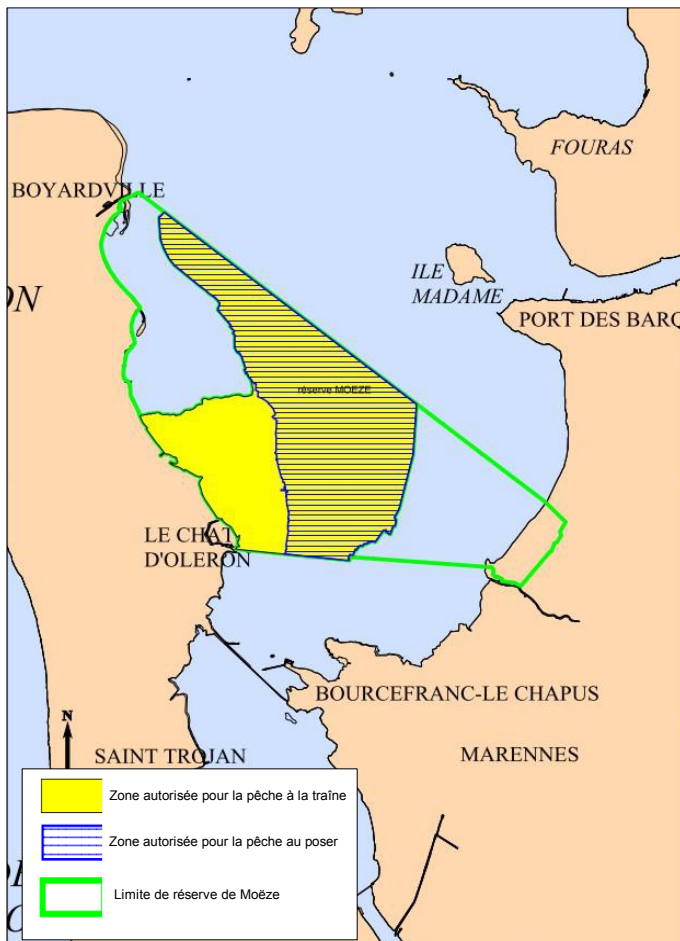 FOURAS
BOYARDVILLE
ILE
MADAME
ON
PORT DES BARQ
réserve MOEZE
LE CHAT
D'OLERON
BOURCEFRANC-LE CHAPUS
N
SAINT TROJAN
MARENNES
Zone autorisée pour la pêche à la traîne
Zone autorisée pour la pêche au poser
Limite de réserve de Moëze